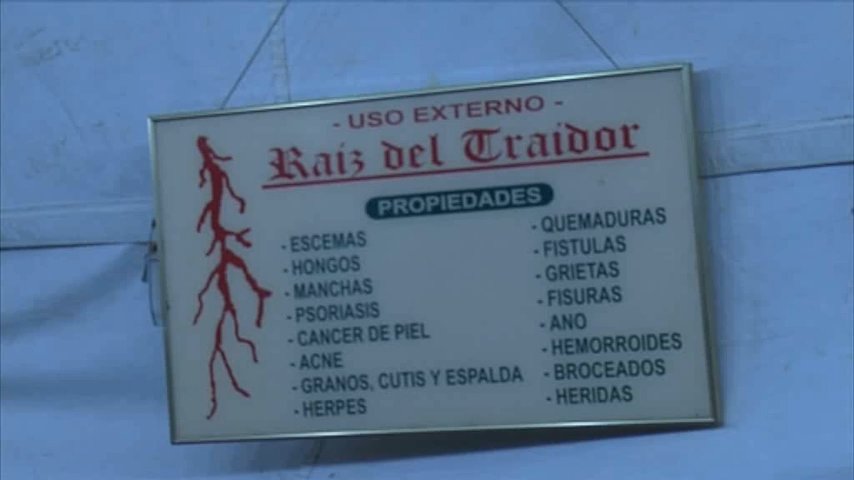 - USO EXTERNO -
Raiz del Traidor
PROPIEDADES
- ESCEMAS
- HONGOS
- MANCHAS
- PSORIASIS
- CANCER DE PIEL
- ACNE
- GRANOS, CUTIS Y ESPALDA
- HERPES
- QUEMADURAS
- FISTULAS
- GRIETAS
- FISURAS
- ANO
- HEMORROIDES
- BROCEADOS
- HERIDAS